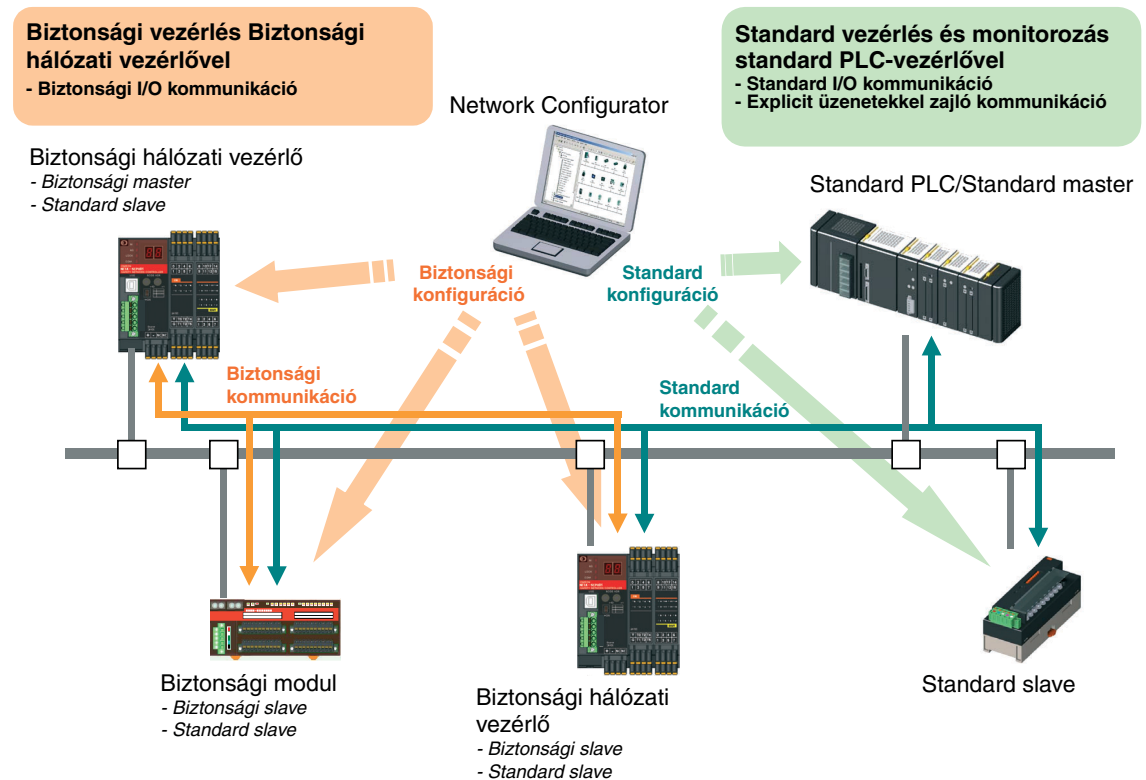 Biztonsági vezérlés Biztonsági
hálózati vezérlővel
- Biztonsági I/O kommunikáció
Standard vezérlés és monitorozás
standard PLC-vezérlővel
- Standard I/O kommunikáció
- Explicit üzenetekkel zajló kommunikáció
Network Configurator
Biztonsági hálózati vezérlő
- Biztonsági master
- Standard slave
Standard PLC/Standard master
Biztonsági
konfiguráció
Standard
konfiguráció
Biztonsági
kommunikáció
Standard
kommunikáció
Biztonsági modul
- Biztonsági slave
- Standard slave
Biztonsági hálózati
vezérlő
- Biztonsági slave
- Standard slave
Standard slave